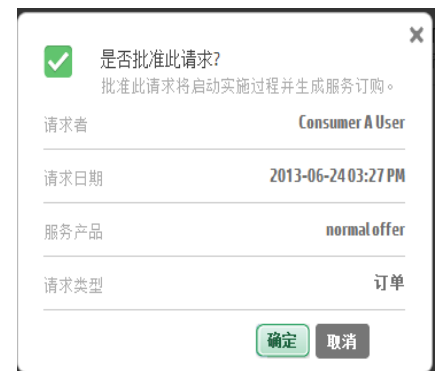 是否批准此请求?
批准此请求将启动实施过程并生成服务订购。
请求者 Consumer A User
请求日期 2013-06-24 03:27 PM
服务产品 normal offer
请求类型 订单
确定 取消